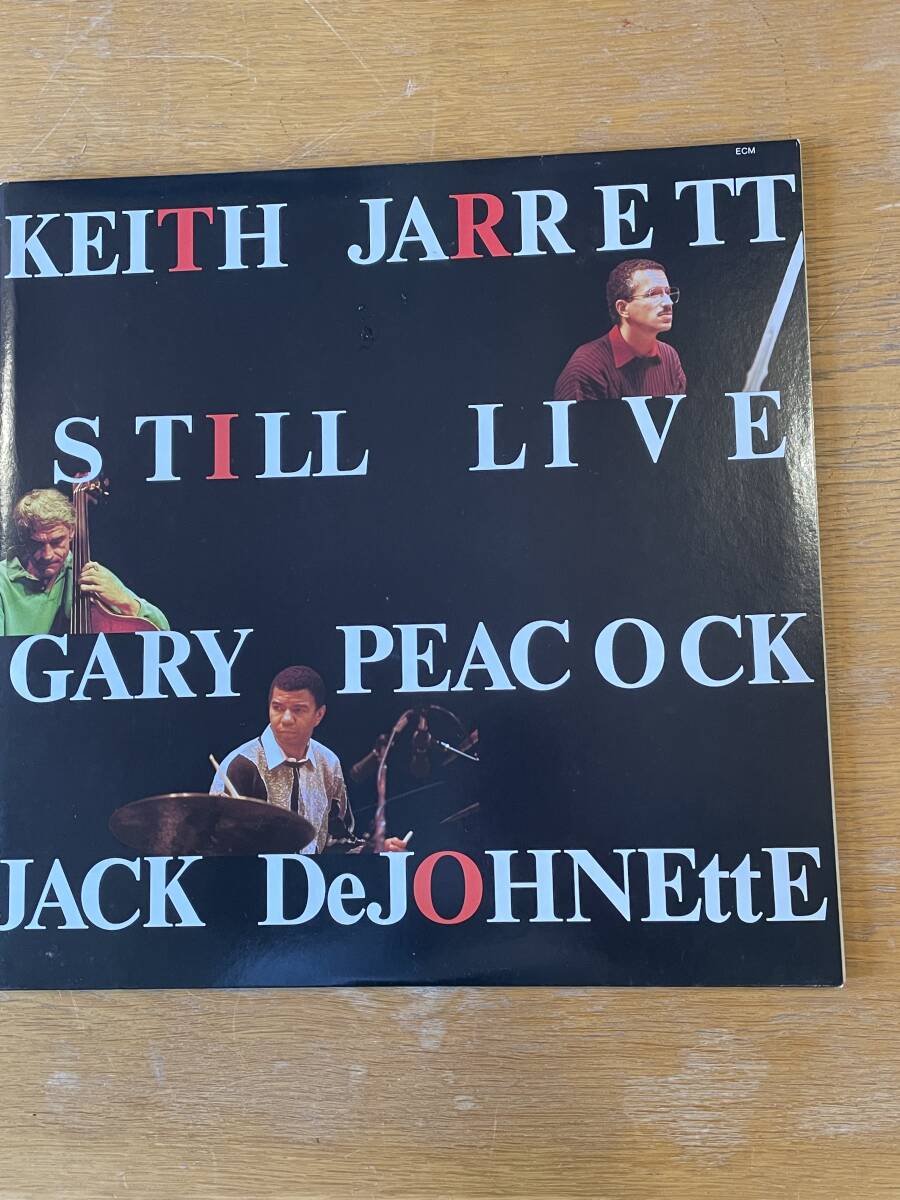 ECM
KEITH JARRETT
STILL LIVE
GARY PEACOCK
JACK DeJOHNEttE